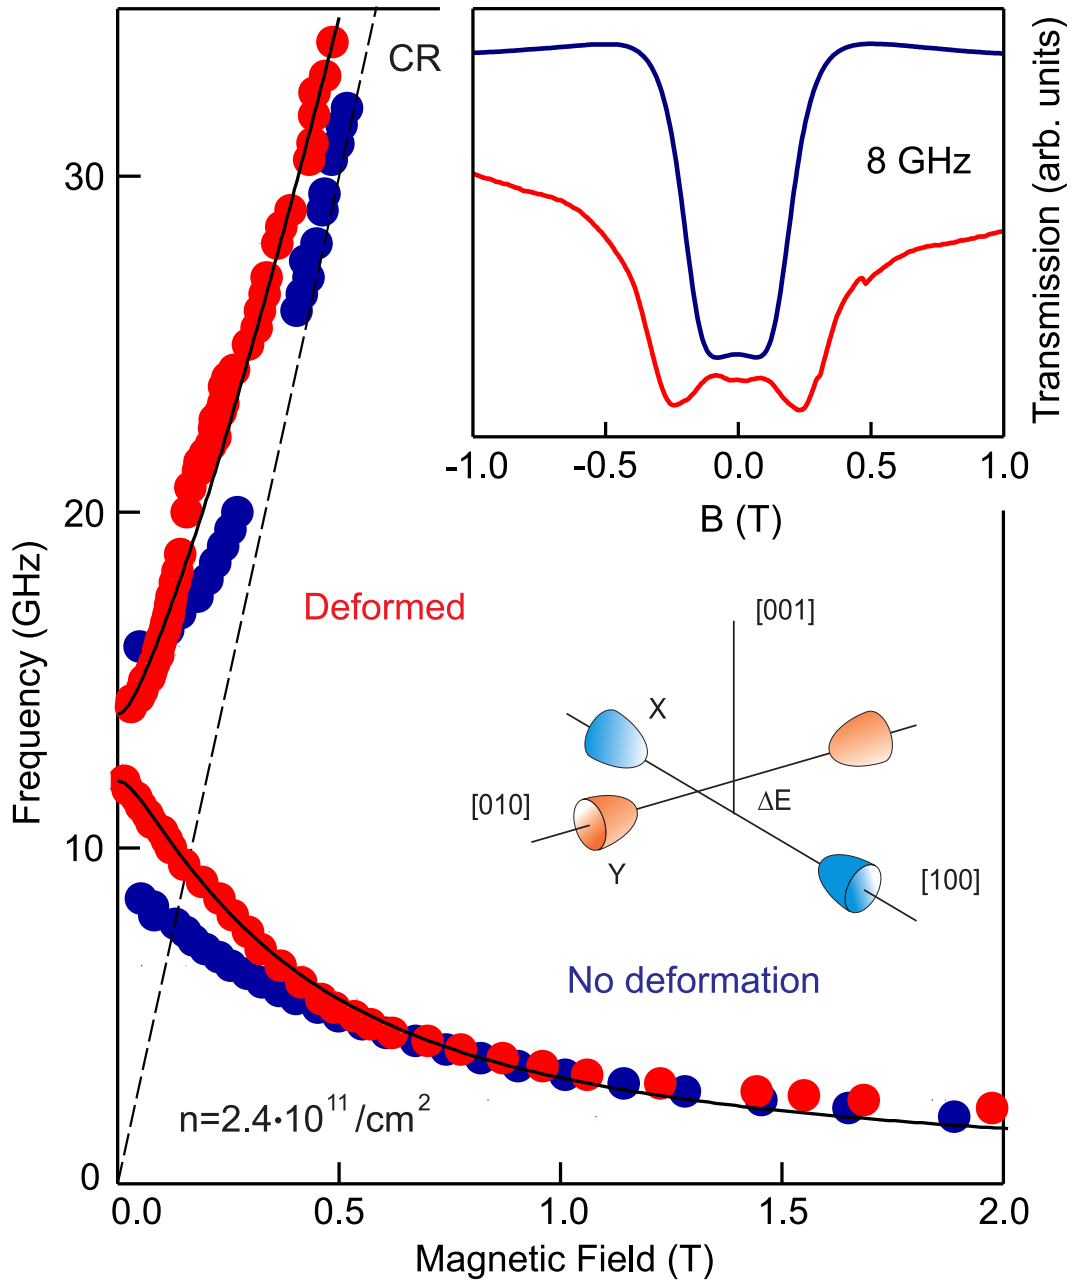 CR
30
20
10
0
Frequency (GHz)
0.0 0.5 1.0 1.5 2.0
Magnetic Field (T)
8 GHz
Transmission (arb. units)
-1.0 -0.5 0.0 0.5 1.0
B (T)
Deformed
[001]
X
[010]
ΔE
Y
[100]
No deformation
n=2.4·10¹¹/cm²